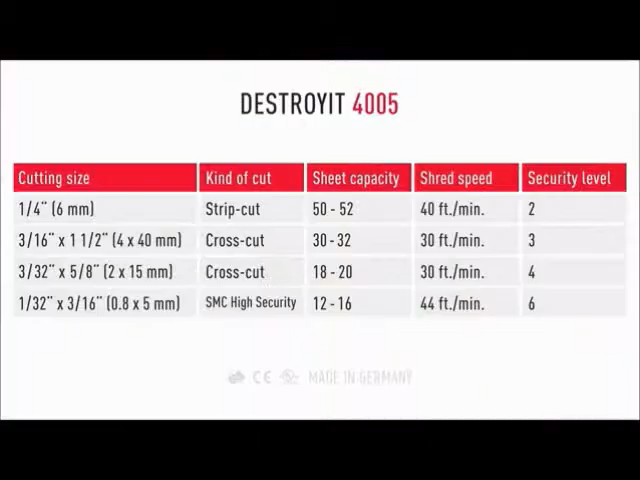 DESTROYIT 4005
Cutting size Kind of cut Sheet capacity Shred speed Security level
1/4" (6 mm) Strip-cut 50 - 52 40 ft./min. 2
3/16" x 1 1/2" (4 x 40 mm) Cross-cut 30 - 32 30 ft./min. 3
3/32" x 5/8" (2 x 15 mm) Cross-cut 18 - 20 30 ft./min. 4
1/32" x 3/16" (0.8 x 5 mm) SMC High Security 12 - 16 44 ft./min. 6
CE MADE IN GERMANY